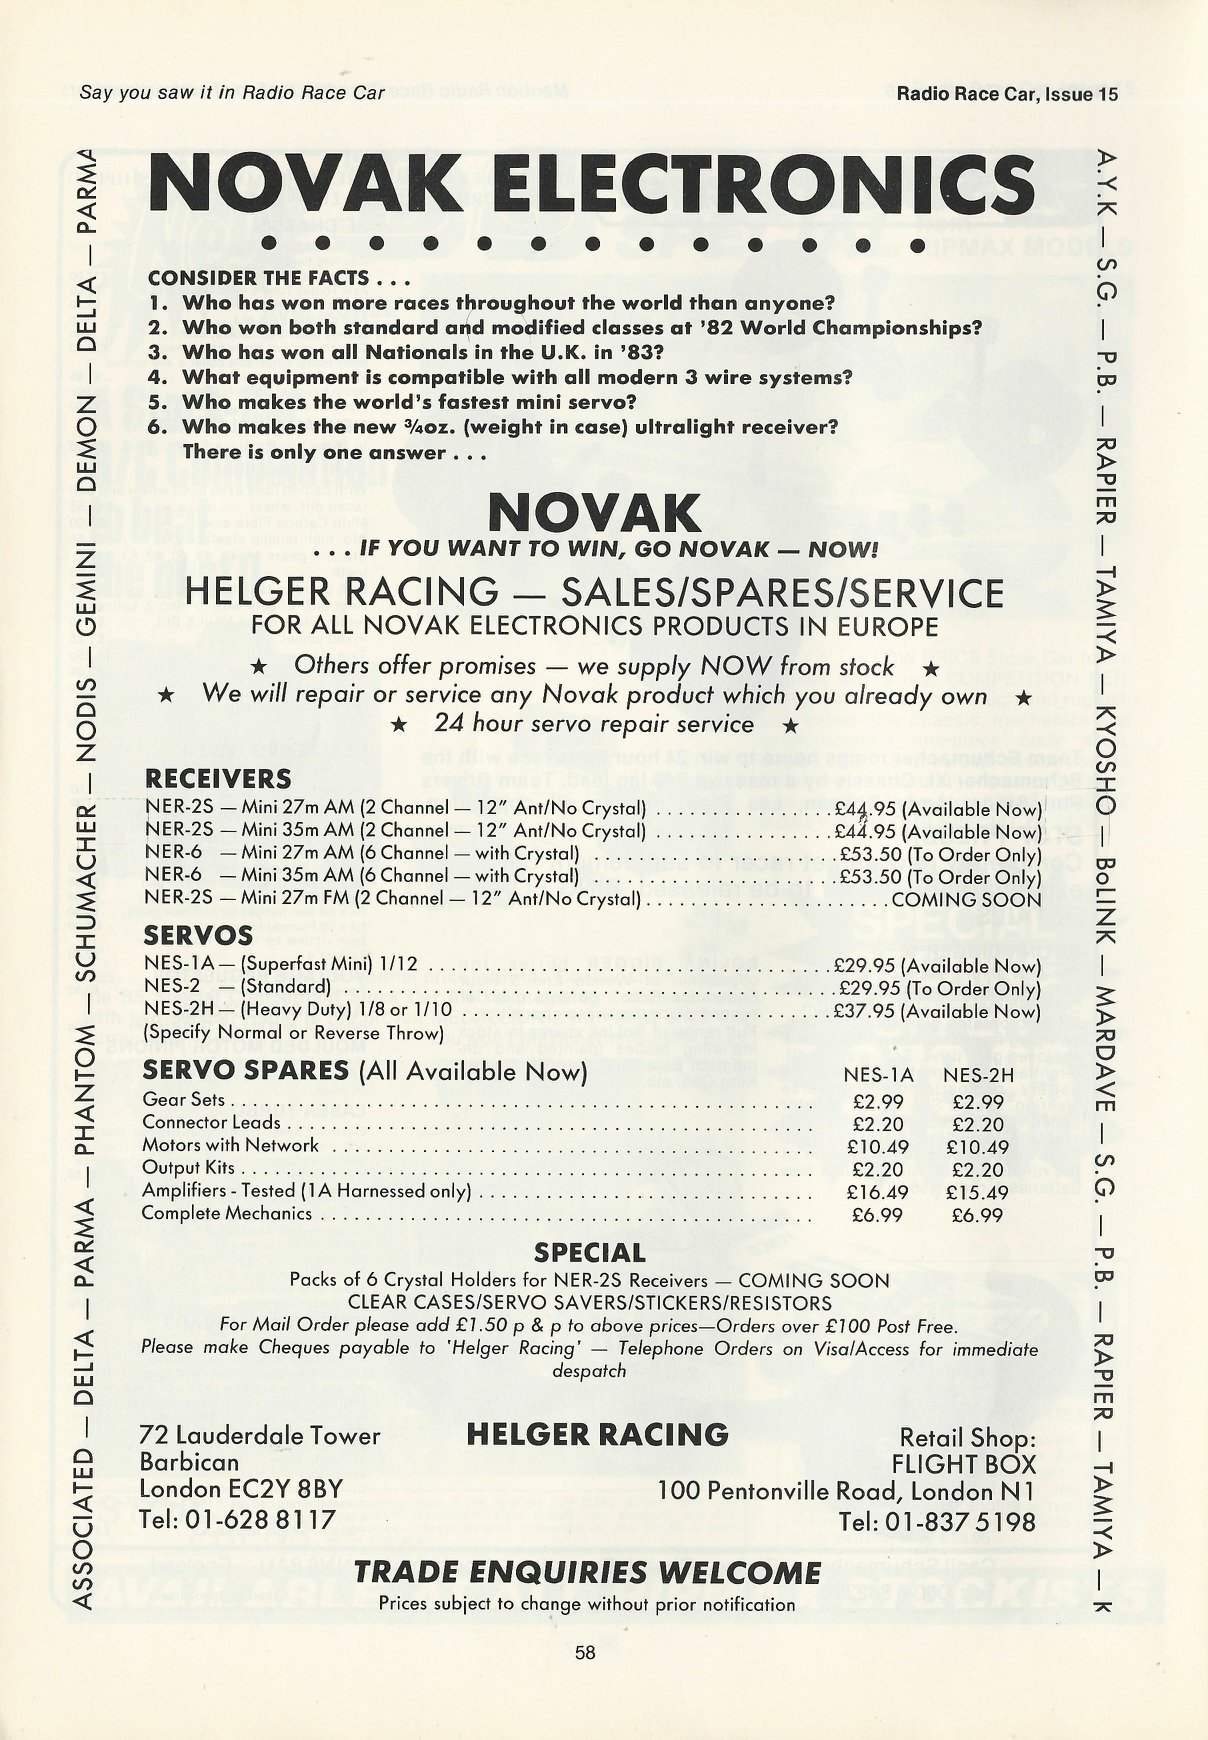 Say you saw it in Radio Race Car
Radio Race Car, Issue 15
NOVAK ELECTRONICS
CONSIDER THE FACTS . . .
1. Who has won more races throughout the world than anyone?
2. Who won both standard and modified classes at '82 World Championships?
3. Who has won all Nationals in the U.K. in '83?
4. What equipment is compatible with all modern 3 wire systems?
5. Who makes the world's fastest mini servo?
6. Who makes the new ¾oz. (weight in case) ultralight receiver?
There is only one answer . . .
NOVAK
. . . IF YOU WANT TO WIN, GO NOVAK — NOW!
HELGER RACING — SALES/SPARES/SERVICE
FOR ALL NOVAK ELECTRONICS PRODUCTS IN EUROPE
★ Others offer promises — we supply NOW from stock ★
★ We will repair or service any Novak product which you already own ★
★ 24 hour servo repair service ★
RECEIVERS
NER-2S — Mini 27m AM (2 Channel — 12" Ant/No Crystal) . . . . . . . . . . . . . . . . £44.95 (Available Now)
NER-2S — Mini 35m AM (2 Channel — 12" Ant/No Crystal) . . . . . . . . . . . . . . . . £44.95 (Available Now)
NER-6 — Mini 27m AM (6 Channel — with Crystal) . . . . . . . . . . . . . . . . . . . . . . £53.50 (To Order Only)
NER-6 — Mini 35m AM (6 Channel — with Crystal) . . . . . . . . . . . . . . . . . . . . . . £53.50 (To Order Only)
NER-2S — Mini 27m FM (2 Channel — 12" Ant/No Crystal) . . . . . . . . . . . . . . . . . . . . . . COMING SOON
SERVOS
NES-1A — (Superfast Mini) 1/12 . . . . . . . . . . . . . . . . . . . . . . . . . . . . . . . . . . . . £29.95 (Available Now)
NES-2 — (Standard) . . . . . . . . . . . . . . . . . . . . . . . . . . . . . . . . . . . . . . . . . . . . £29.95 (To Order Only)
NES-2H — (Heavy Duty) 1/8 or 1/10 . . . . . . . . . . . . . . . . . . . . . . . . . . . . . . . . . £37.95 (Available Now)
(Specify Normal or Reverse Throw)
SERVO SPARES (All Available Now) NES-1A NES-2H
Gear Sets . . . . . . . . . . . . . . . . . . . . . . . . . . . . . . . . . . . . . . . . £2.99 £2.99
Connector Leads . . . . . . . . . . . . . . . . . . . . . . . . . . . . . . . . . . . . £2.20 £2.20
Motors with Network . . . . . . . . . . . . . . . . . . . . . . . . . . . . . . . . £10.49 £10.49
Output Kits . . . . . . . . . . . . . . . . . . . . . . . . . . . . . . . . . . . . . . . . £2.20 £2.20
Amplifiers - Tested (1A Harnessed only) . . . . . . . . . . . . . . . . . . . . £16.49 £15.49
Complete Mechanics . . . . . . . . . . . . . . . . . . . . . . . . . . . . . . . . £6.99 £6.99
SPECIAL
Packs of 6 Crystal Holders for NER-2S Receivers — COMING SOON
CLEAR CASES/SERVO SAVERS/STICKERS/RESISTORS
For Mail Order please add £1.50 p & p to above prices—Orders over £100 Post Free.
Please make Cheques payable to 'Helger Racing' — Telephone Orders on Visa/Access for immediate
despatch
72 Lauderdale Tower
Barbican
London EC2Y 8BY
Tel: 01-628 8117
HELGER RACING
Retail Shop:
FLIGHT BOX
100 Pentonville Road, London N1
Tel: 01-837 5198
TRADE ENQUIRIES WELCOME
Prices subject to change without prior notification
58
ASSOCIATED — DELTA — PARMA — PHANTOM — SCHUMACHER — NODIS — GEMINI — DEMON — DELTA — PARMA
A.Y.K — S.G. — P.B. — RAPIER — TAMIYA — KYOSHO — BoLINK — MARDAVE — S.G. — P.B. — RAPIER — TAMIYA — K